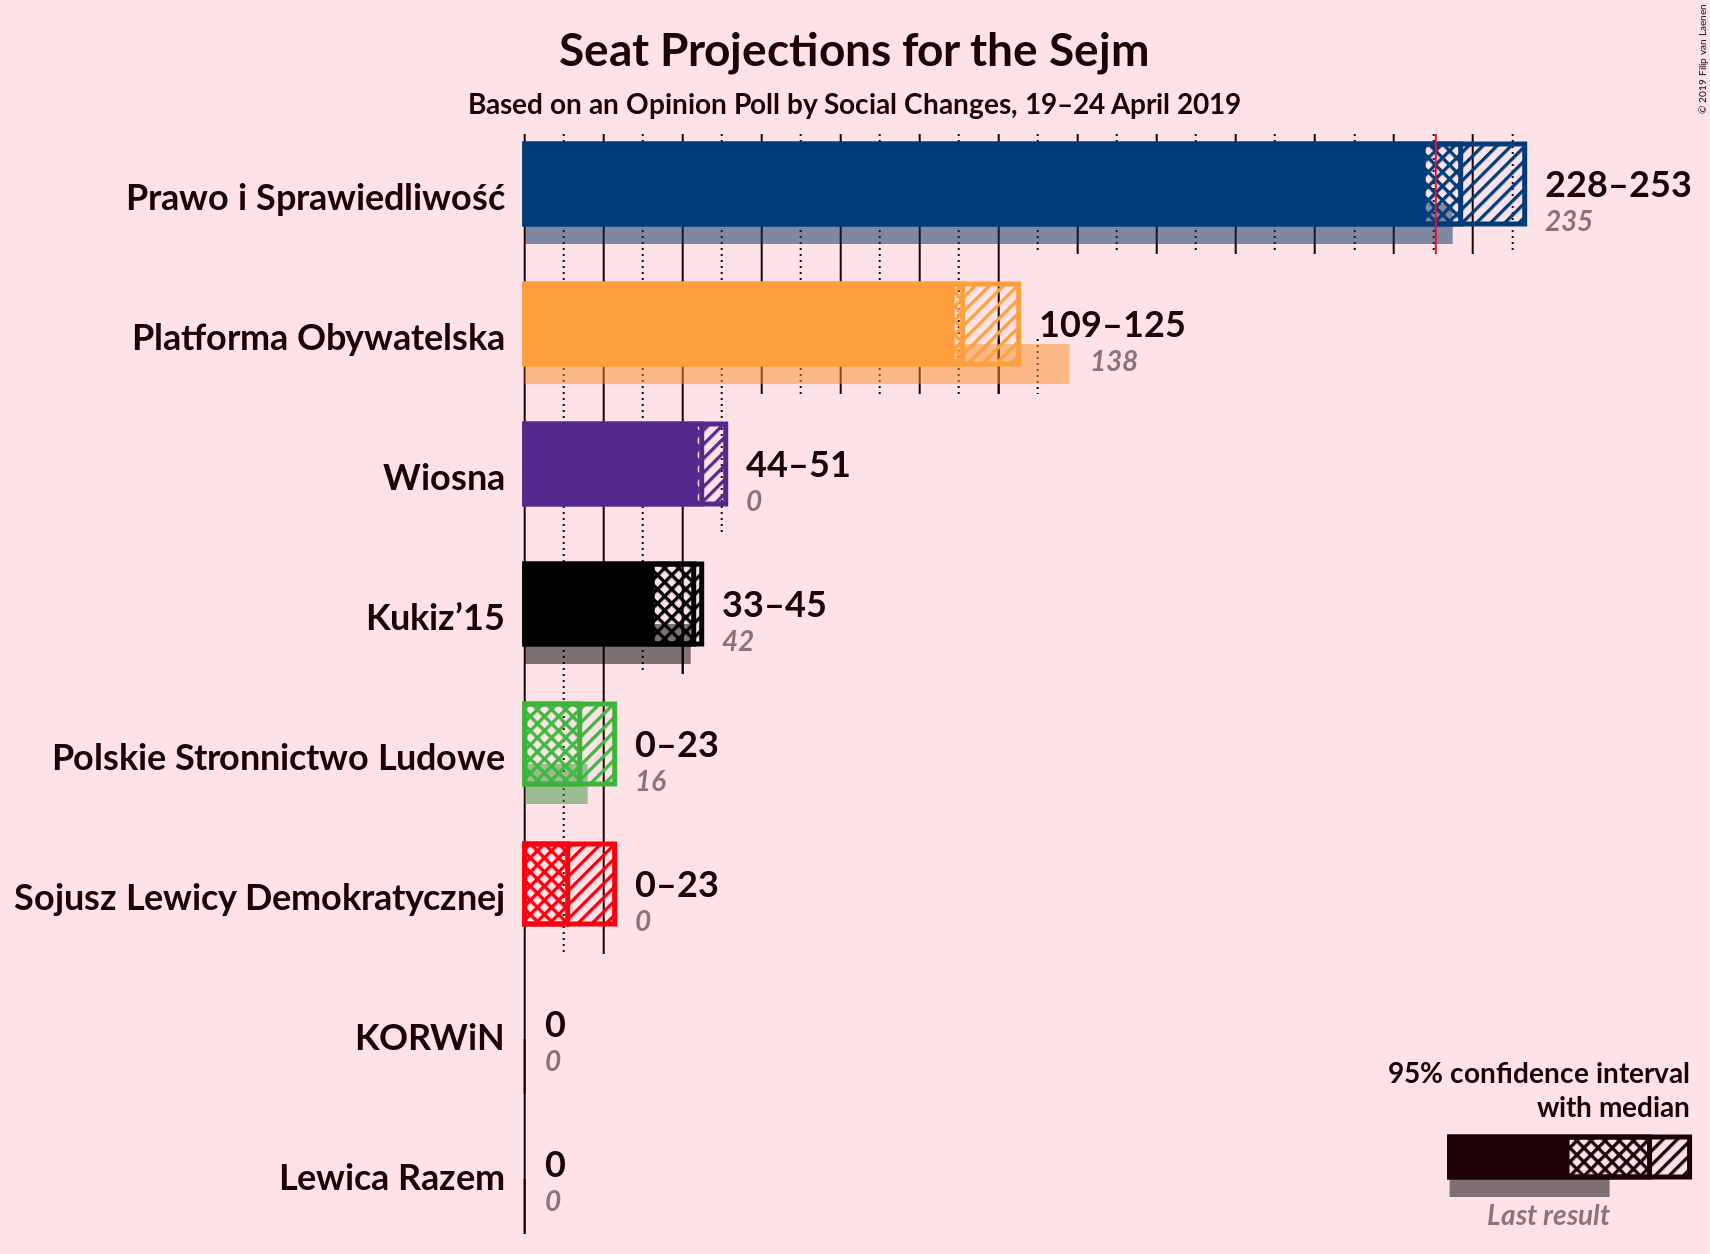 Seat Projections for the Sejm
Based on an Opinion Poll by Social Changes, 19–24 April 2019
© 2019 Filip van Laenen
Prawo i Sprawiedliwość
228–253
235
Platforma Obywatelska
109–125
138
Wiosna
44–51
0
Kukiz’15
33–45
42
Polskie Stronnictwo Ludowe
0–23
16
Sojusz Lewicy Demokratycznej
0–23
0
KORWiN
0
0
Lewica Razem
0
0
95% confidence interval
with median
Last result